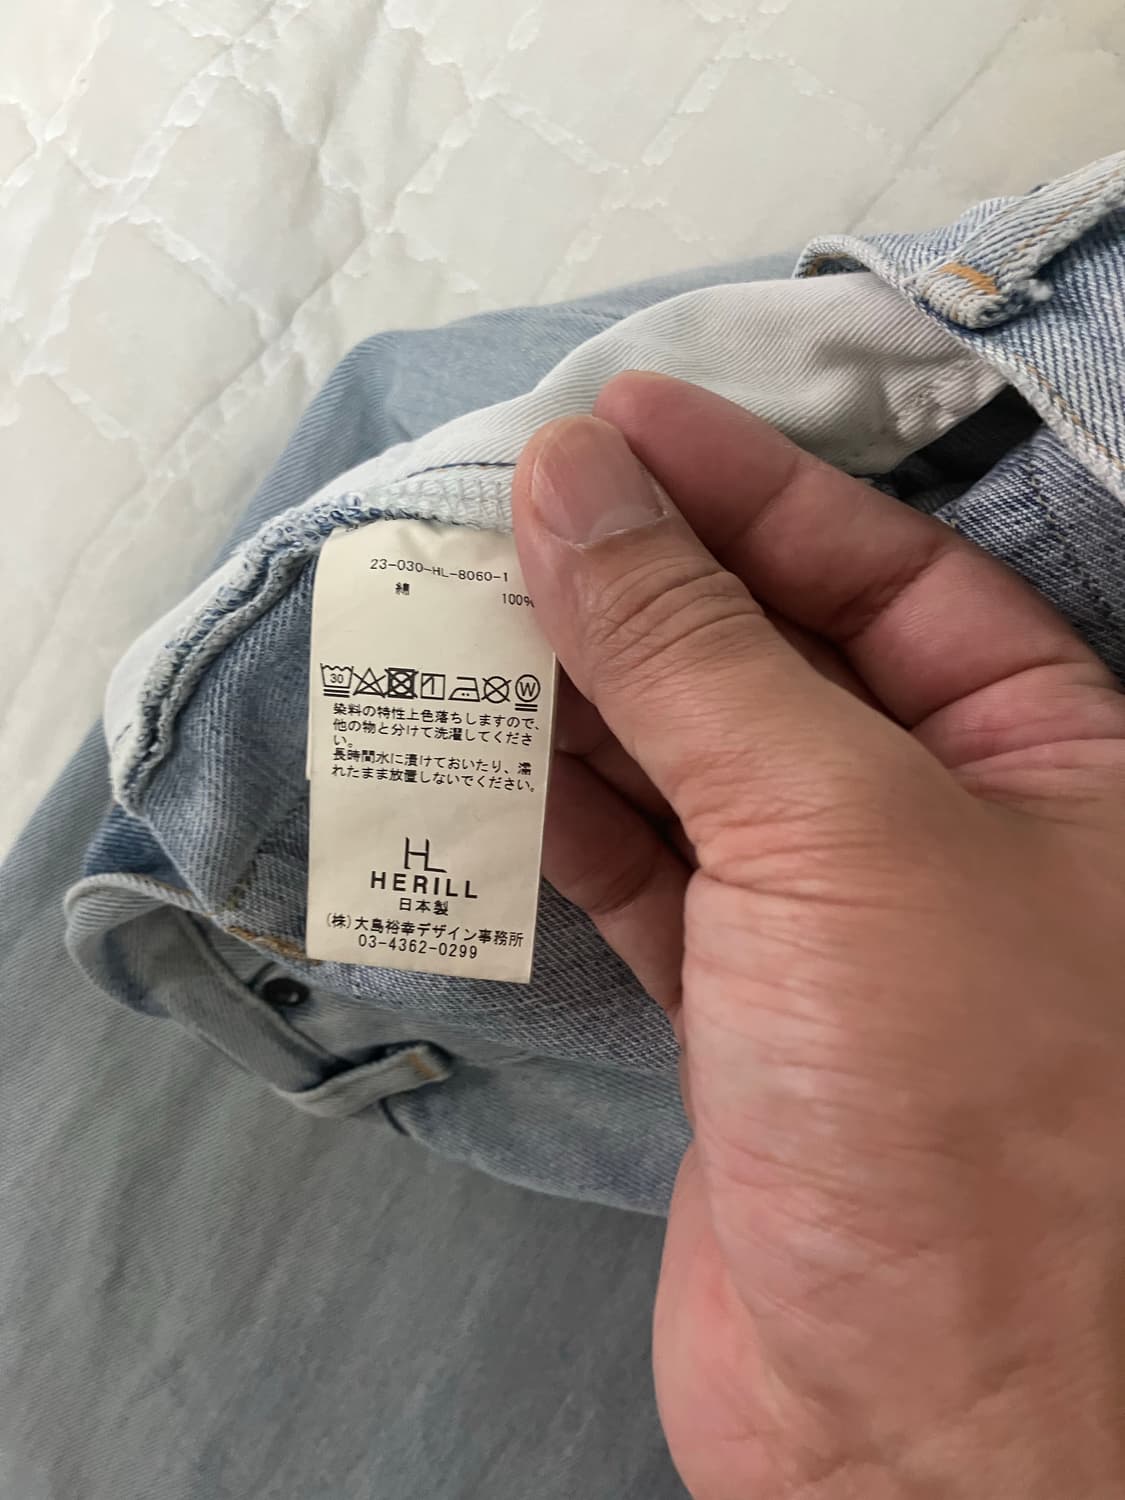 23-030-HL-8060-1
綿 100%
30 W
染料の特性上色落ちしますので、
他の物と分けて洗濯してくださ
い。
長時間水に漬けておいたり、濡
れたまま放置しないでください。
HL
HERILL
日本製
(株)大島裕幸デザイン事務所
03-4362-0299